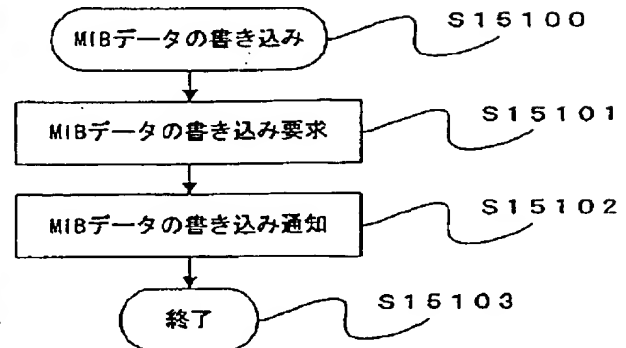 MIBデータの書き込み
S15100
MIBデータの書き込み要求
S15101
MIBデータの書き込み通知
S15102
終了
S15103